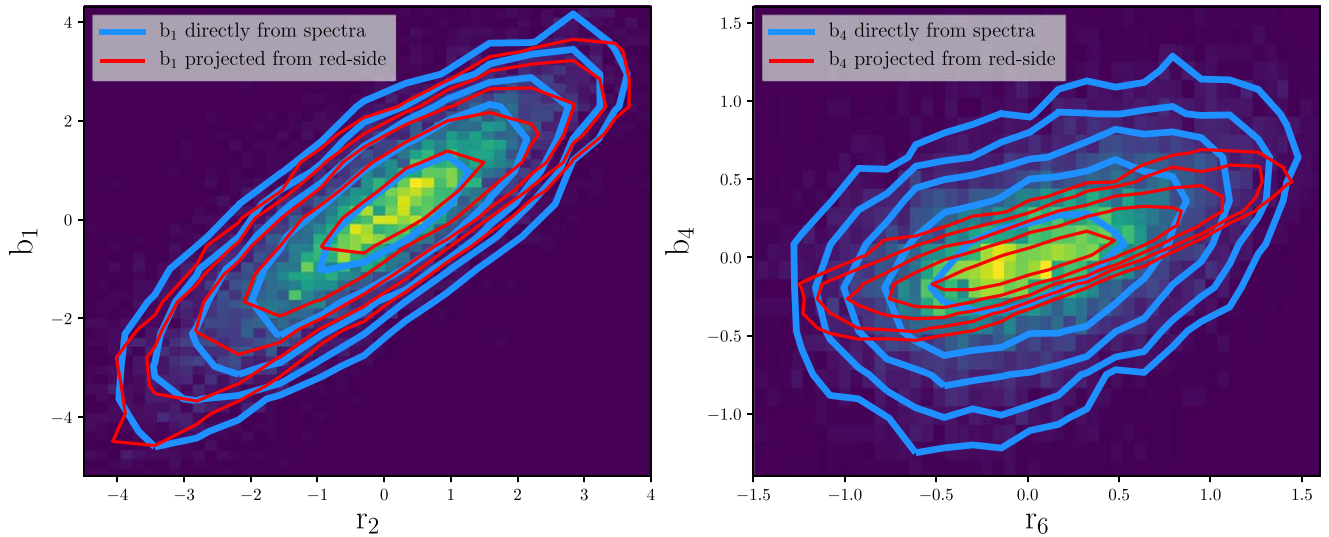 b₁ directly from spectra
b₁ projected from red-side
4
2
0
−2
−4
b₁
−4 −3 −2 −1 0 1 2 3 4
r₂
b₄ directly from spectra
b₄ projected from red-side
1.5
1.0
0.5
0.0
−0.5
−1.0
b₄
−1.5 −1.0 −0.5 0.0 0.5 1.0 1.5
r₆